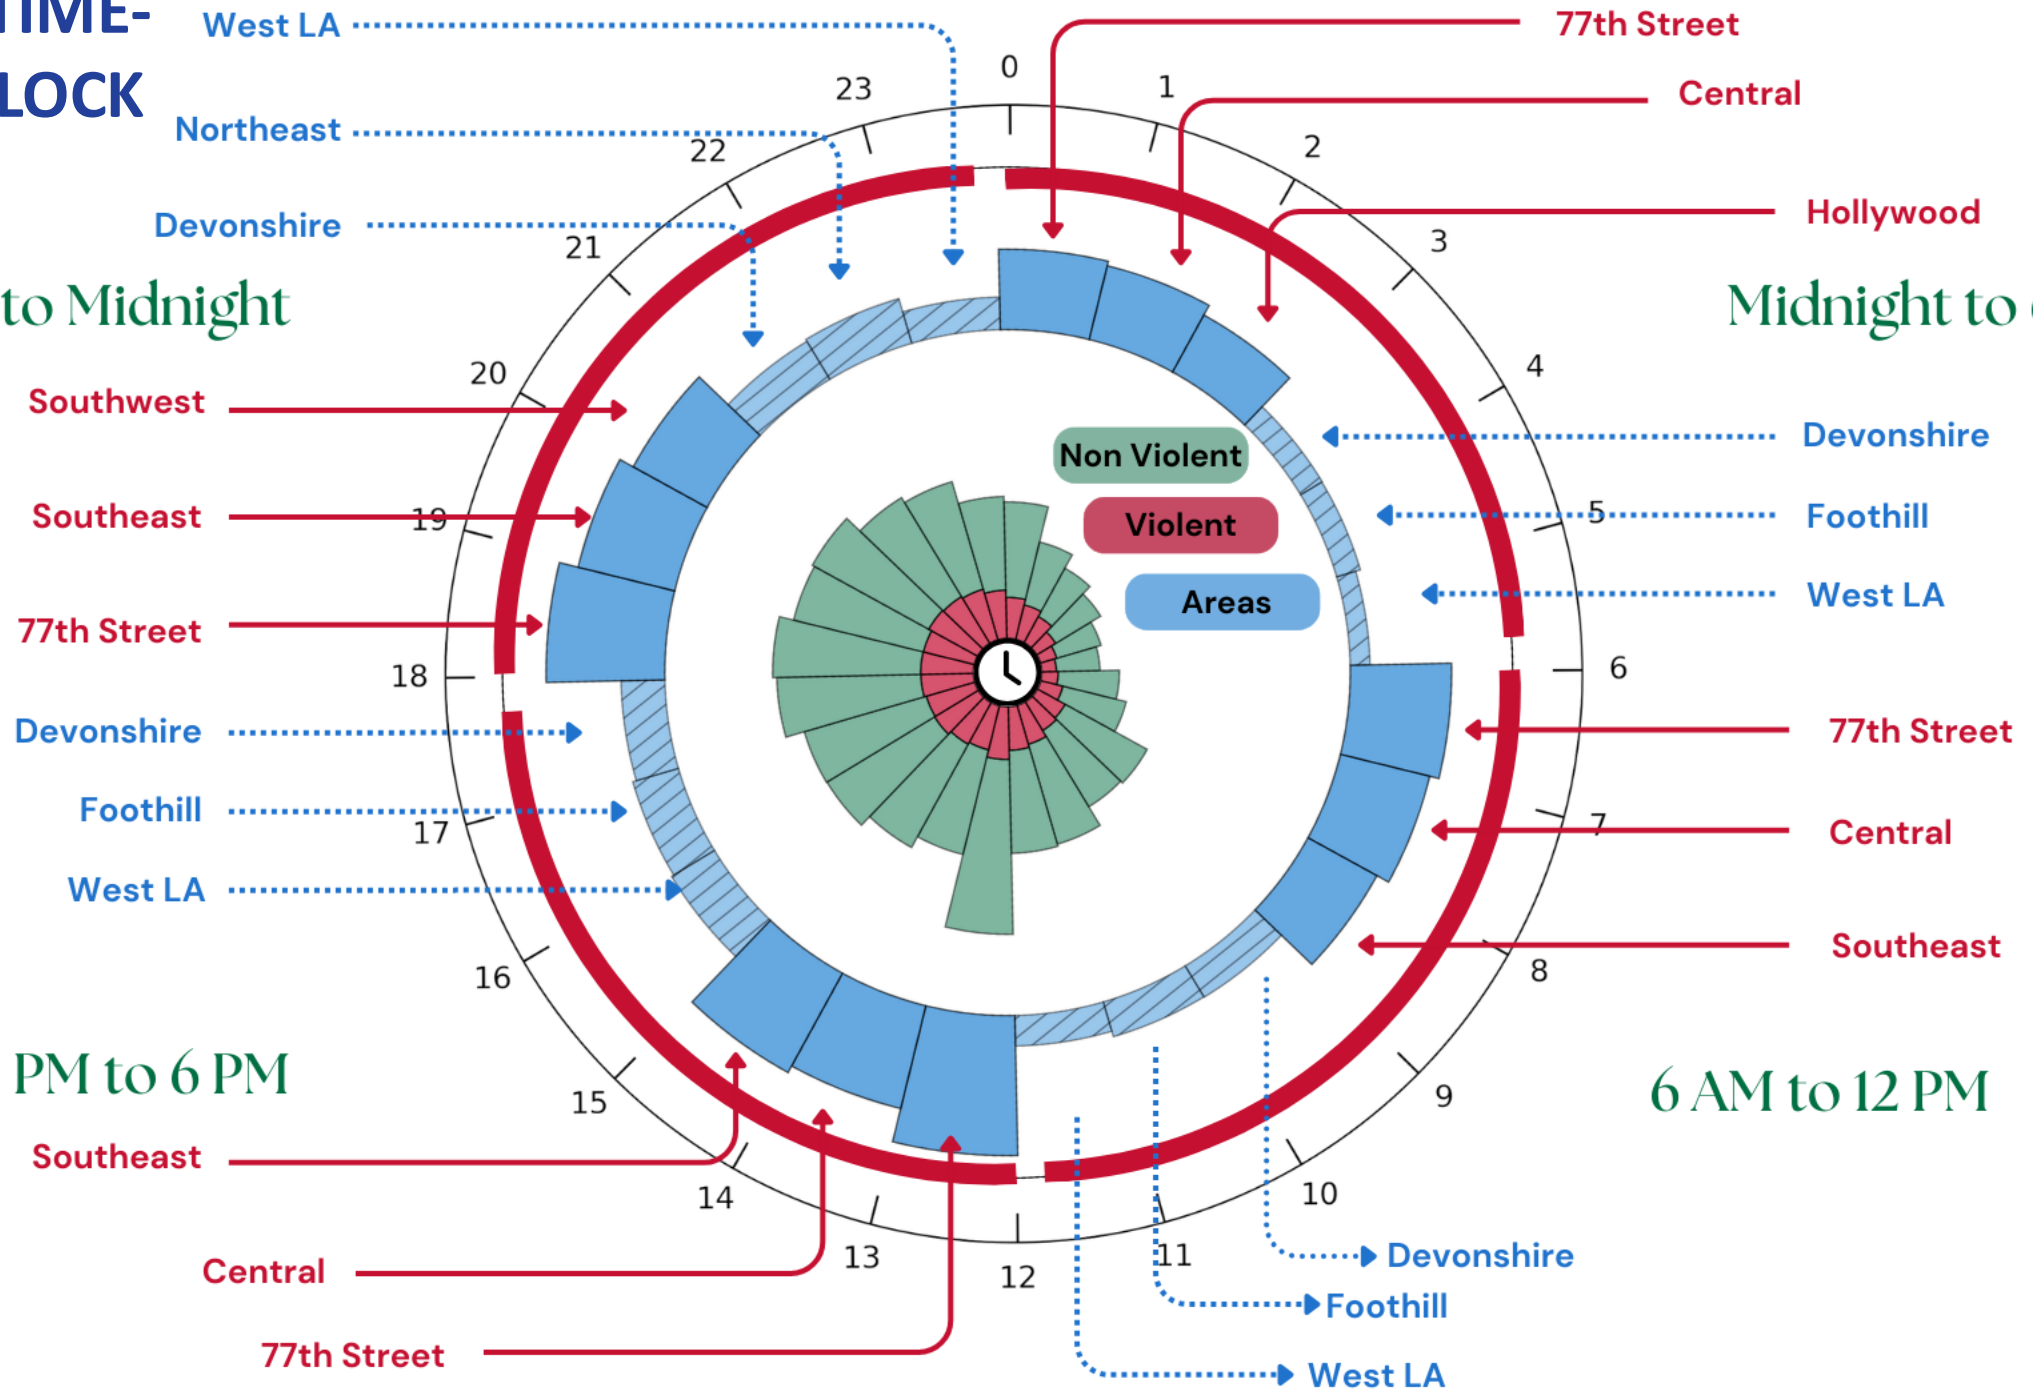 TIME-
LOCK
West LA
Northeast
Devonshire
to Midnight
Southwest
Southeast
77th Street
Devonshire
Foothill
West LA
PM to 6 PM
Southeast
Central
77th Street
77th Street
Central
Hollywood
Midnight to
Devonshire
Foothill
West LA
77th Street
Central
Southeast
6 AM to 12 PM
Devonshire
Foothill
West LA
Non Violent
Violent
Areas
0
1
2
3
4
5
6
7
8
9
10
11
12
13
14
15
16
17
18
19
20
21
22
23